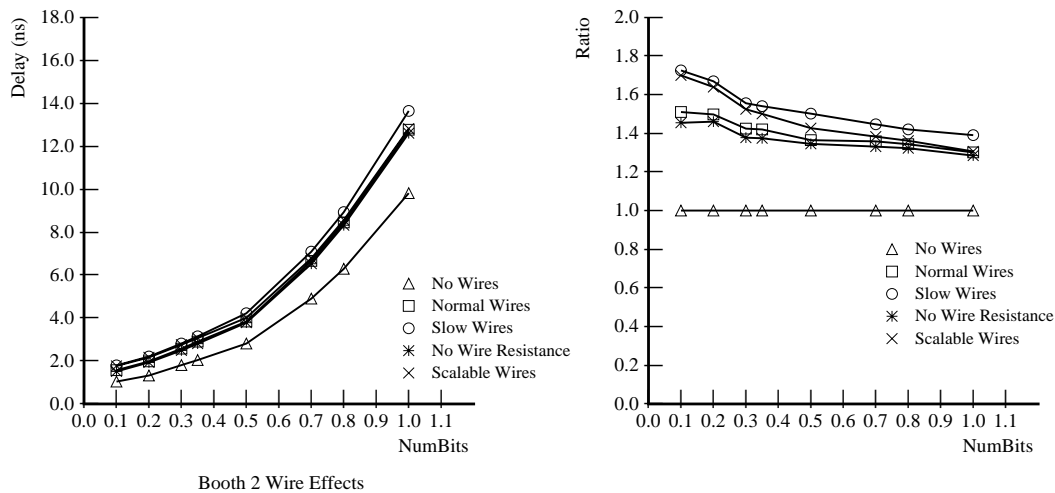 Delay (ns)
18.0
16.0
14.0
12.0
10.0
8.0
6.0
4.0
2.0
0.0
0.0 0.1 0.2 0.3 0.4 0.5 0.6 0.7 0.8 0.9 1.0 1.1
NumBits
No Wires
Normal Wires
Slow Wires
No Wire Resistance
Scalable Wires
Booth 2 Wire Effects
Ratio
2.0
1.8
1.6
1.4
1.2
1.0
0.8
0.6
0.4
0.2
0.0
0.0 0.1 0.2 0.3 0.4 0.5 0.6 0.7 0.8 0.9 1.0 1.1
NumBits
No Wires
Normal Wires
Slow Wires
No Wire Resistance
Scalable Wires